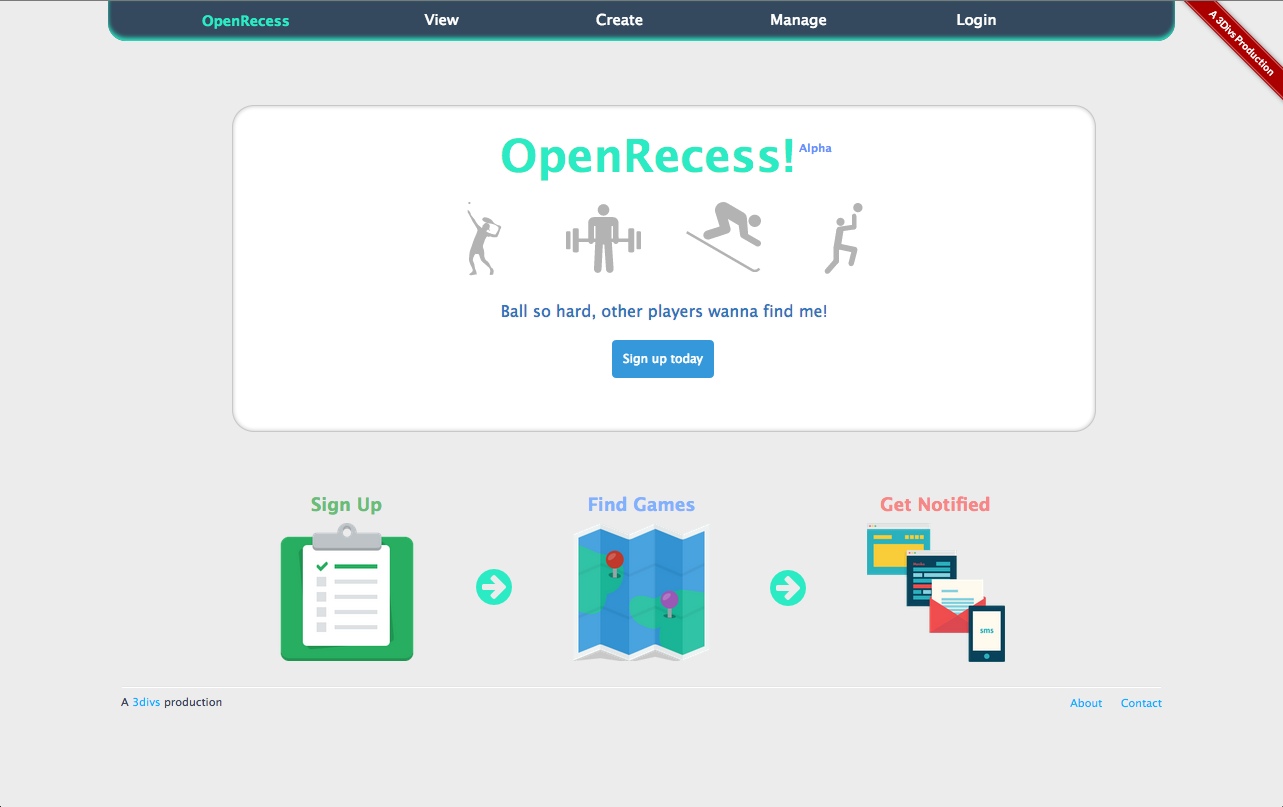 OpenRecess View Create Manage Login
A 3Divs Production
OpenRecess! Alpha
Ball so hard, other players wanna find me!
Sign up today
Sign Up Find Games Get Notified
sms
A 3divs production About Contact